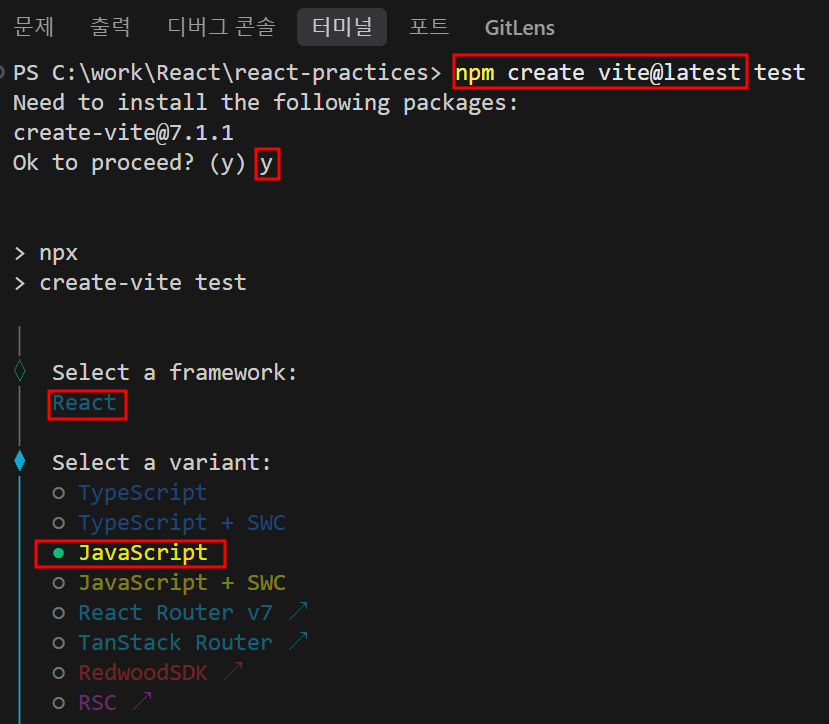 문제 출력 디버그 콘솔 터미널 포트 GitLens
PS C:\work\React\react-practices> npm create vite@latest test
Need to install the following packages:
create-vite@7.1.1
Ok to proceed? (y) y
> npx
> create-vite test
Select a framework:
React
Select a variant:
TypeScript
TypeScript + SWC
JavaScript
JavaScript + SWC
React Router v7 ↗
TanStack Router ↗
RedwoodSDK ↗
RSC ↗